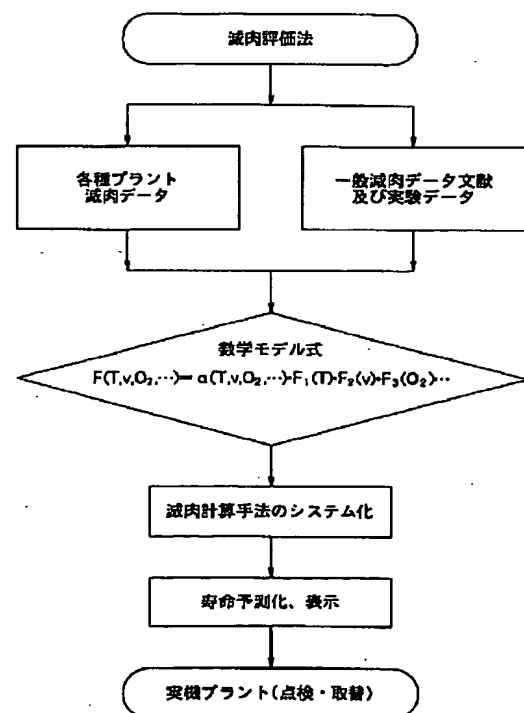 減肉評価法
各種プラント
減肉データ
一般減肉データ文献
及び実験データ
数学モデル式
F(T,v,O₂,…)= α(T,v,O₂,…)·F₁(T)·F₂(v)·F₃(O₂)…
減肉計算手法のシステム化
寿命予測化、表示
実機プラント(点検・取替)